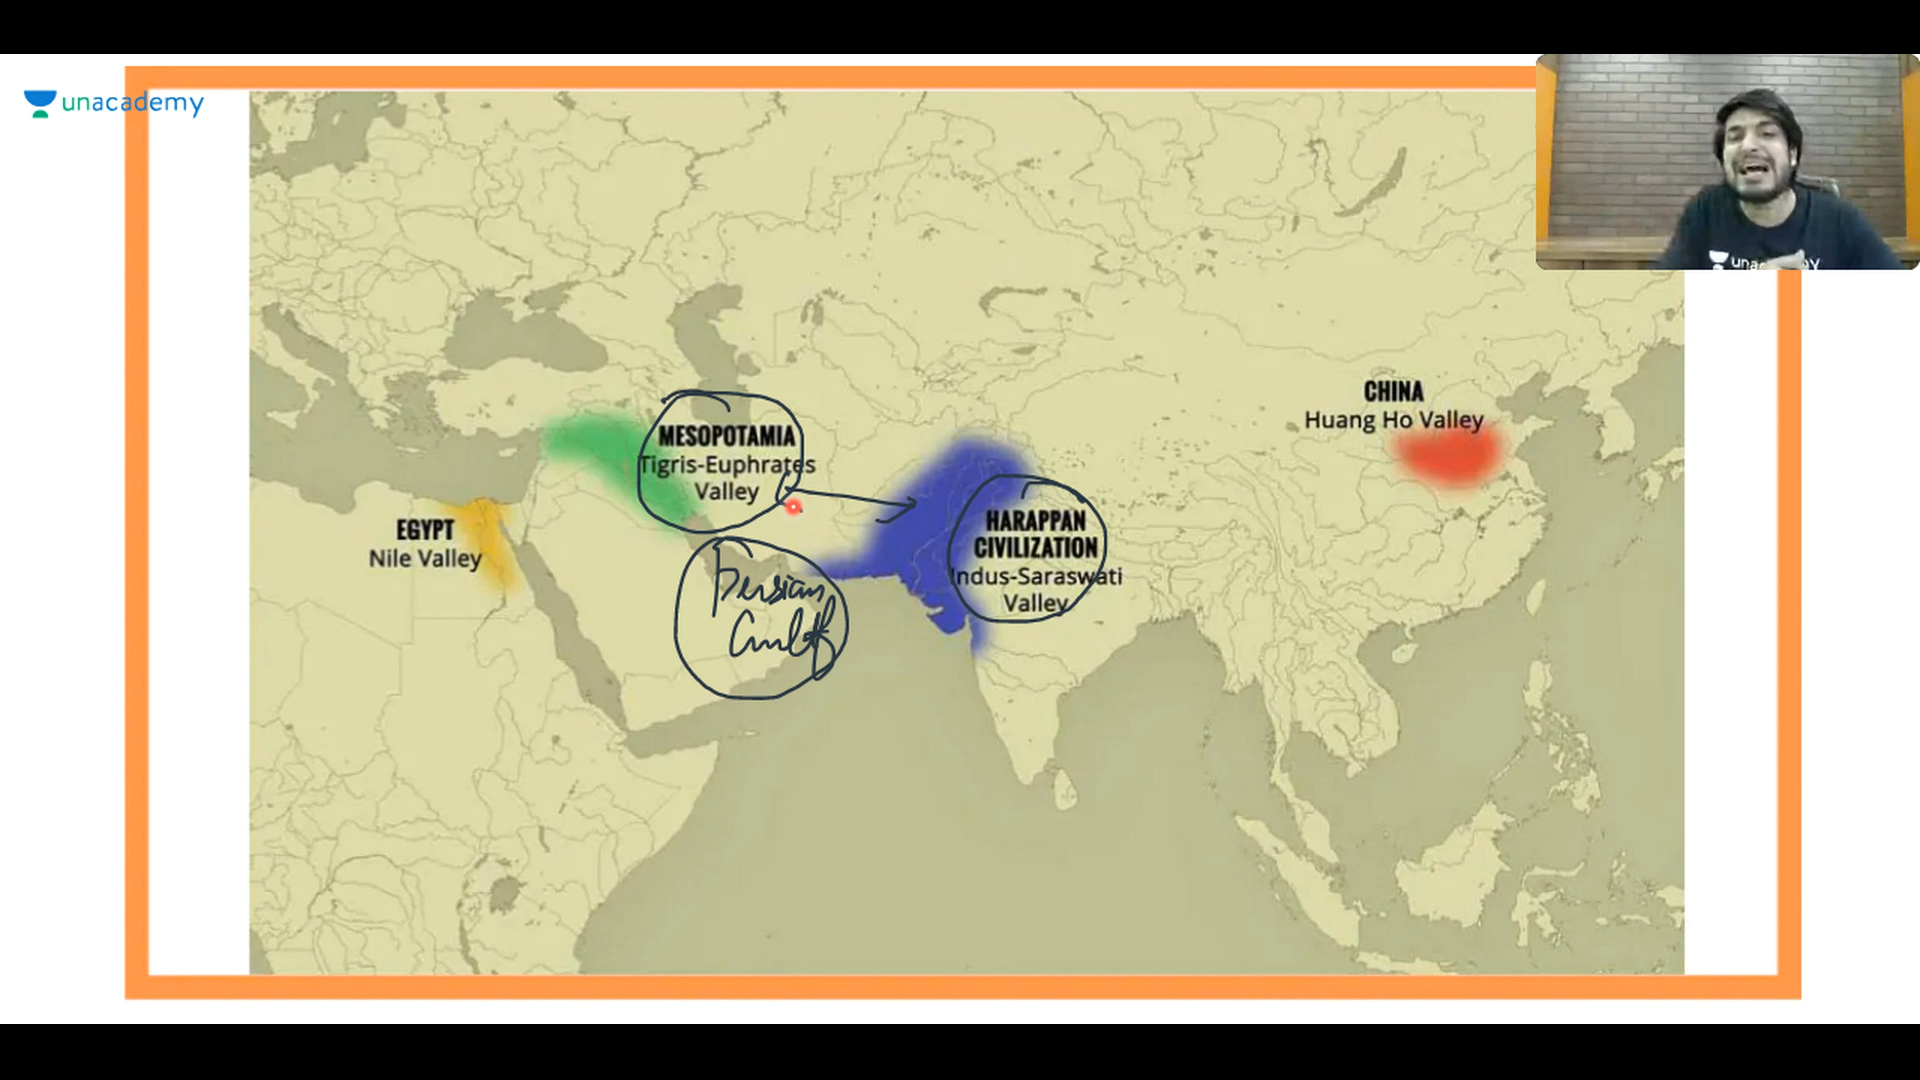 unacademy
unacademy
CHINA
Huang Ho Valley
MESOPOTAMIA
Tigris-Euphrates
Valley
EGYPT
Nile Valley
HARAPPAN
CIVILIZATION
Indus-Saraswati
Valley
Persian
Gulf